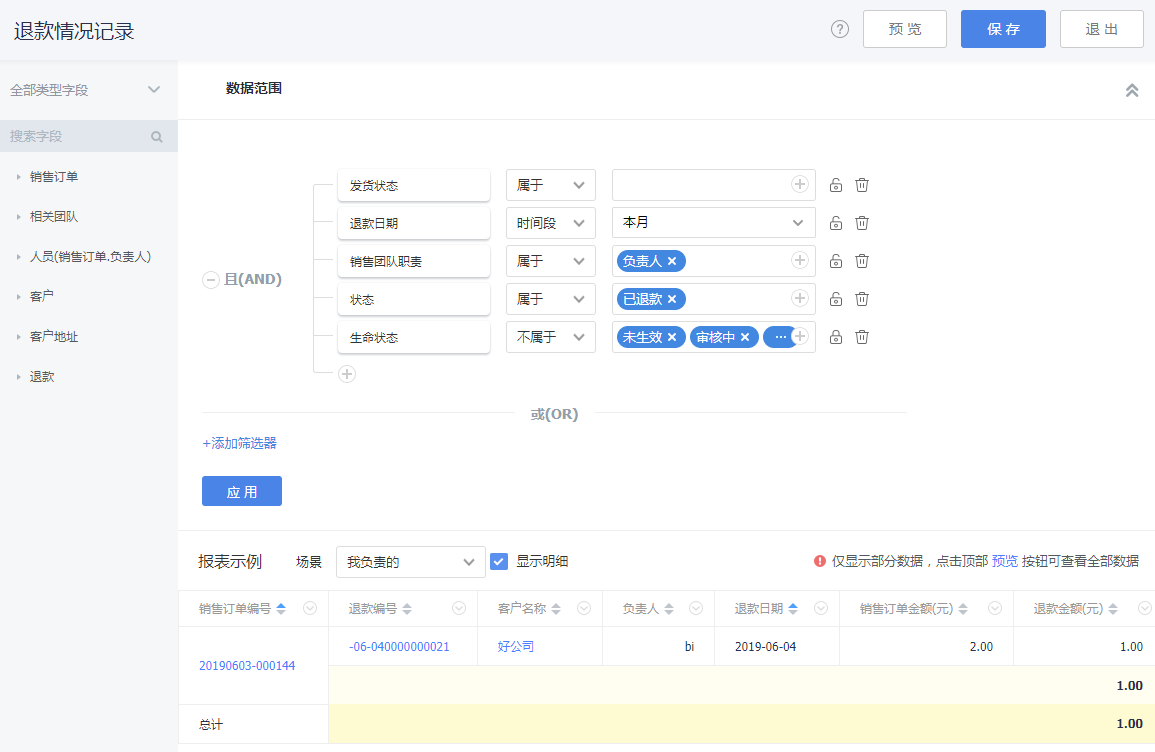 退款情况记录
? 预 览 保 存 退 出
全部类型字段
搜索字段
销售订单
相关团队
人员(销售订单.负责人)
客户
客户地址
退款
数据范围
且(AND)
发货状态 属于
退款日期 时间段 本月
销售团队职责 属于 负责人 ×
状态 属于 已退款 ×
生命状态 不属于 未生效 × 审核中 × ...
或(OR)
+添加筛选器
应 用
报表示例 场景 我负责的 显示明细 仅显示部分数据，点击顶部 预览 按钮可查看全部数据
销售订单编号 退款编号 客户名称 负责人 退款日期 销售订单金额(元) 退款金额(元)
20190603-000144 -06-040000000021 好公司 bi 2019-06-04 2.00 1.00
1.00
总计 1.00